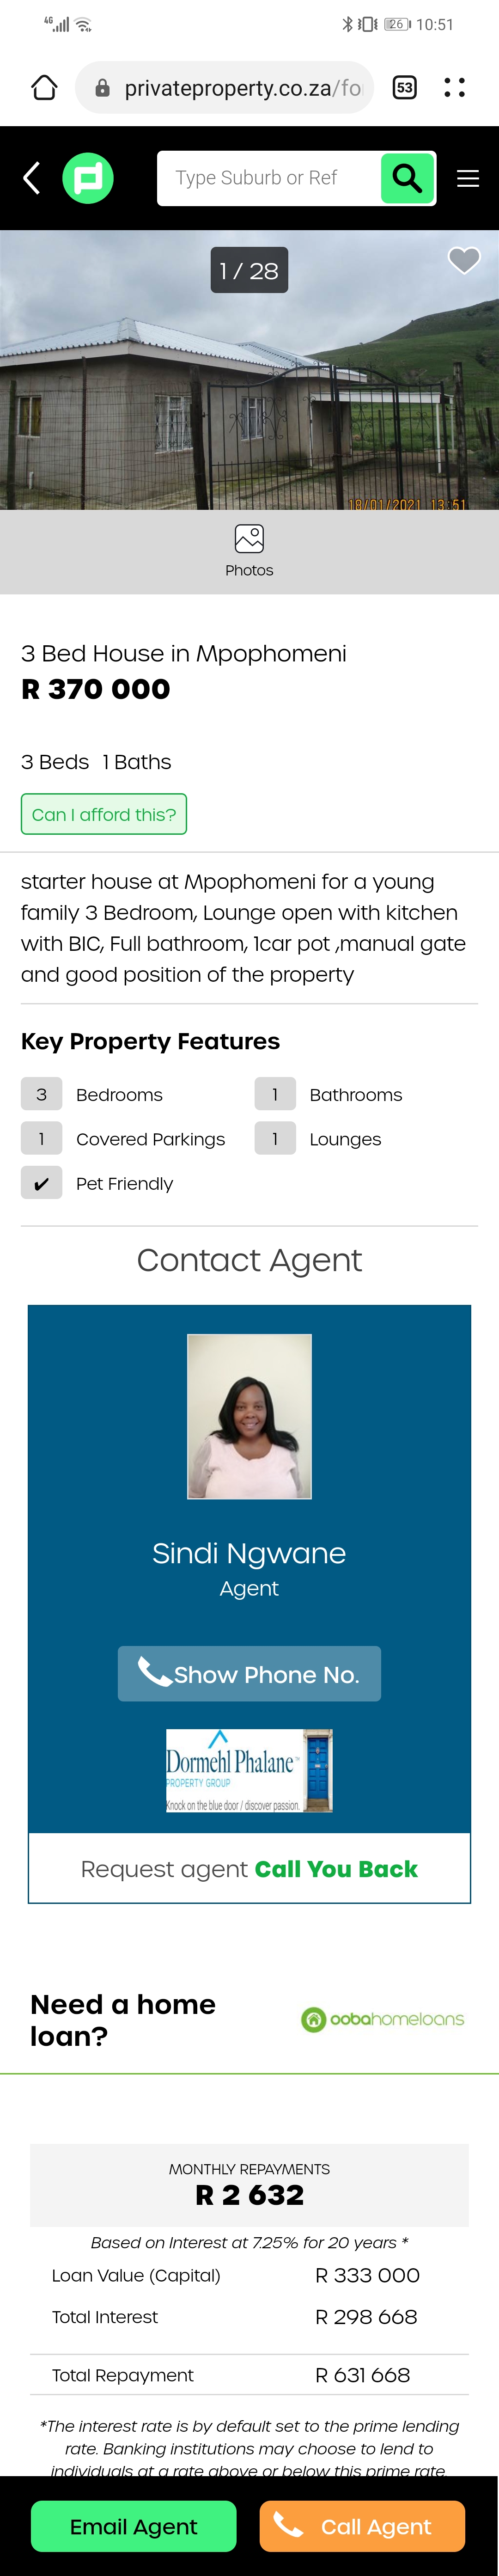 4G 26 10:51
privateproperty.co.za/fo 53
Type Suburb or Ref
1 / 28
18/01/2021 13:51
Photos
3 Bed House in Mpophomeni
R 370 000
3 Beds 1 Baths
Can I afford this?
starter house at Mpophomeni for a young
family 3 Bedroom, Lounge open with kitchen
with BIC, Full bathroom, 1car pot ,manual gate
and good position of the property
Key Property Features
3 Bedrooms 1 Bathrooms
1 Covered Parkings 1 Lounges
✔ Pet Friendly
Contact Agent
Sindi Ngwane
Agent
Show Phone No.
Dormehl Phalane™
PROPERTY GROUP
Knock on the blue door / discover passion.
Request agent Call You Back
Need a home
loan?
oobahomeloans
MONTHLY REPAYMENTS
R 2 632
Based on Interest at 7.25% for 20 years *
Loan Value (Capital) R 333 000
Total Interest R 298 668
Total Repayment R 631 668
*The interest rate is by default set to the prime lending
rate. Banking institutions may choose to lend to
individuals at a rate above or below this prime rate.
Email Agent Call Agent